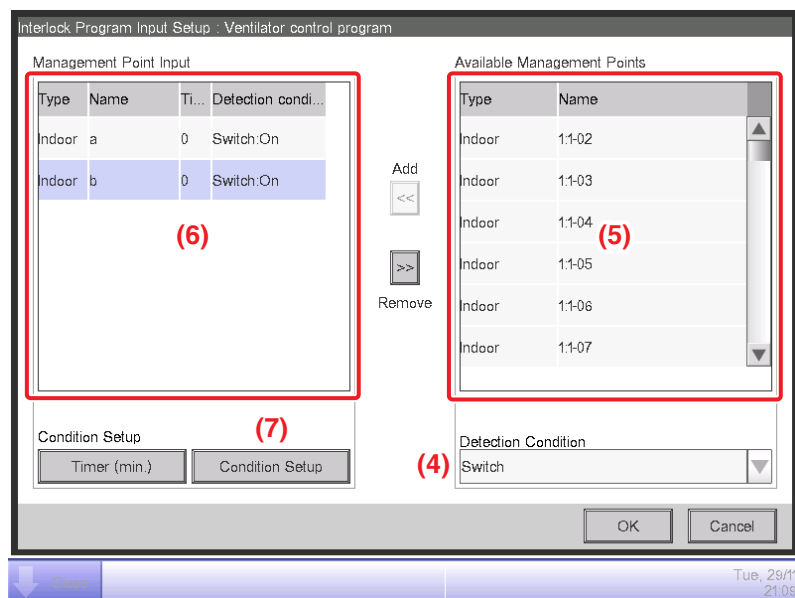 Interlock Program Input Setup : Ventilator control program
Management Point Input
Type Name Ti... Detection condi...
Indoor a 0 Switch:On
Indoor b 0 Switch:On
(6)
Add
<<
>>
Remove
Available Management Points
Type Name
Indoor 1:1-02
Indoor 1:1-03
Indoor 1:1-04
(5)
Indoor 1:1-05
Indoor 1:1-06
Indoor 1:1-07
Condition Setup
(7)
Timer (min.) Condition Setup
Detection Condition
(4)
Switch
OK Cancel
Tue, 29/11
21:09